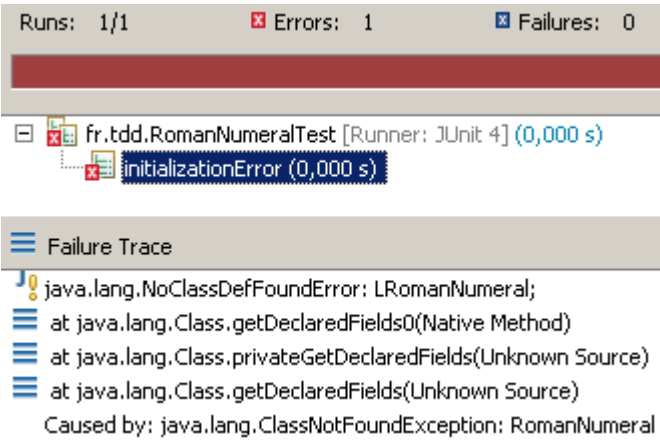 Runs: 1/1 Errors: 1 Failures: 0
fr.tdd.RomanNumeralTest [Runner: JUnit 4] (0,000 s)
initializationError (0,000 s)
Failure Trace
java.lang.NoClassDefFoundError: LRomanNumeral;
at java.lang.Class.getDeclaredFields0(Native Method)
at java.lang.Class.privateGetDeclaredFields(Unknown Source)
at java.lang.Class.getDeclaredFields(Unknown Source)
Caused by: java.lang.ClassNotFoundException: RomanNumeral